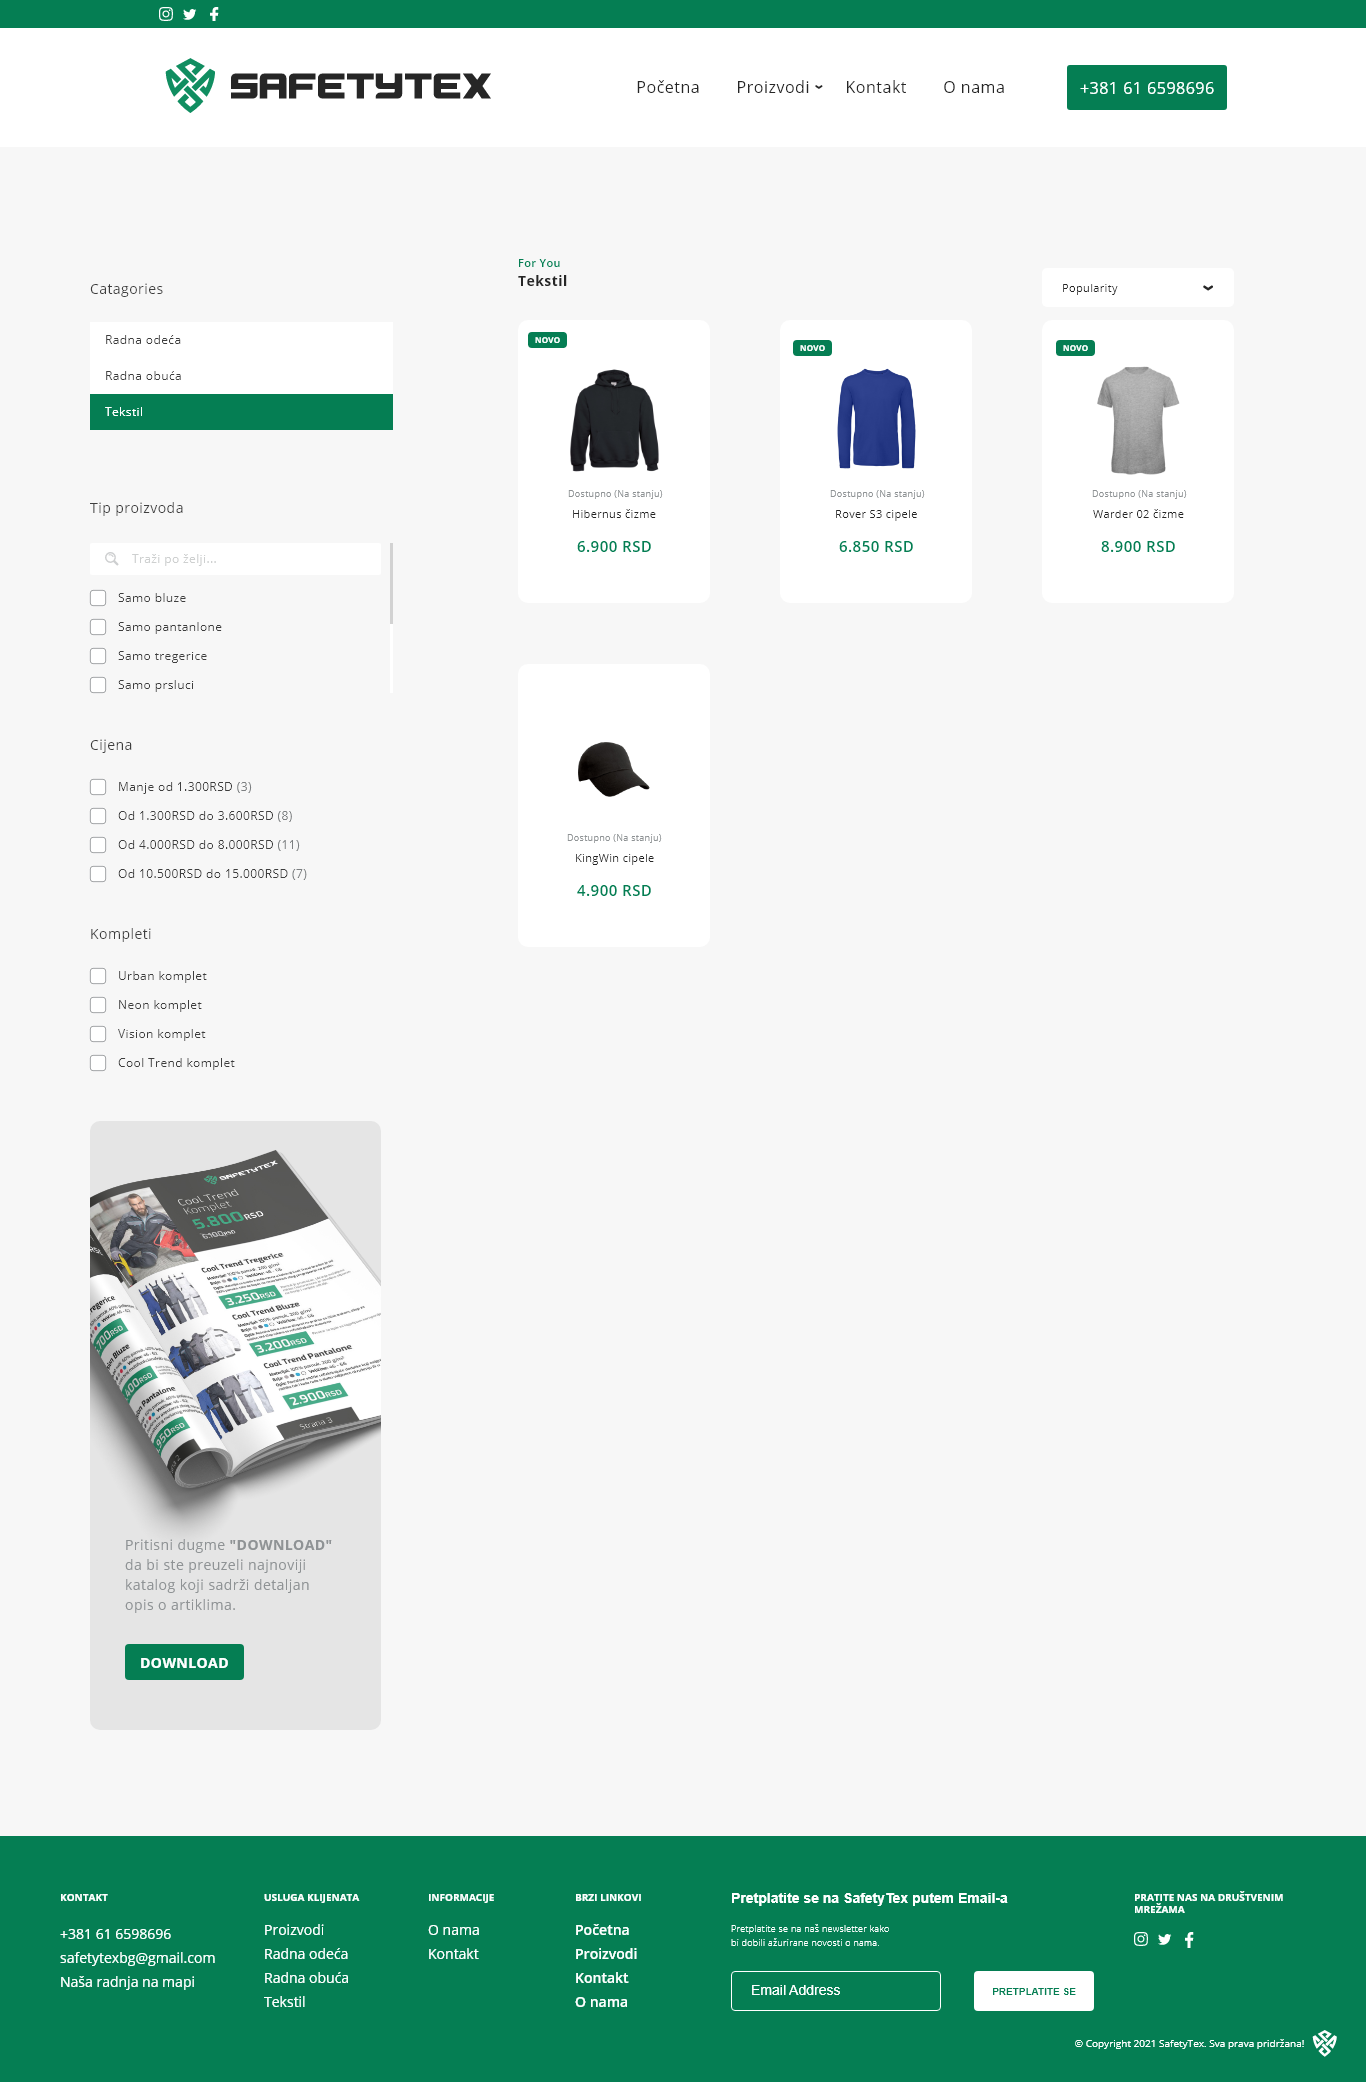 SAFETYTEX
Početna
Proizvodi
Kontakt
O nama
+381 61 6598696
Catagories
Radna odeća
Radna obuća
Tekstil
Tip proizvoda
Traži po želji...
Samo bluze
Samo pantanlone
Samo tregerice
Samo prsluci
Cijena
Manje od 1.300RSD (3)
Od 1.300RSD do 3.600RSD (8)
Od 4.000RSD do 8.000RSD (11)
Od 10.500RSD do 15.000RSD (7)
Kompleti
Urban komplet
Neon komplet
Vision komplet
Cool Trend komplet
SAFETYTEX
Cool Trend
Komplet
5.800RSD
Cool Trend Tregerice
3.250RSD
Cool Trend Bluze
3.200RSD
Cool Trend Pantalone
2.900RSD
Strana 3
Pritisni dugme "DOWNLOAD"
da bi ste preuzeli najnoviji
katalog koji sadrži detaljan
opis o artiklima.
DOWNLOAD
For You
Tekstil
Popularity
NOVO
Dostupno (Na stanju)
Hibernus čizme
6.900 RSD
NOVO
Dostupno (Na stanju)
Rover S3 cipele
6.850 RSD
NOVO
Dostupno (Na stanju)
Warder 02 čizme
8.900 RSD
Dostupno (Na stanju)
KingWin cipele
4.900 RSD
KONTAKT
+381 61 6598696
safetytexbg@gmail.com
Naša radnja na mapi
USLUGA KLIJENATA
Proizvodi
Radna odeća
Radna obuća
Tekstil
INFORMACIJE
O nama
Kontakt
BRZI LINKOVI
Početna
Proizvodi
Kontakt
O nama
Pretplatite se na SafetyTex putem Email-a
Pretplatite se na naš newsletter kako
bi dobili ažurirane novosti o nama.
Email Address
PRETPLATITE SE
PRATITE NAS NA DRUŠTVENIM
MREŽAMA
© Copyright 2021 SafetyTex. Sva prava pridržana!